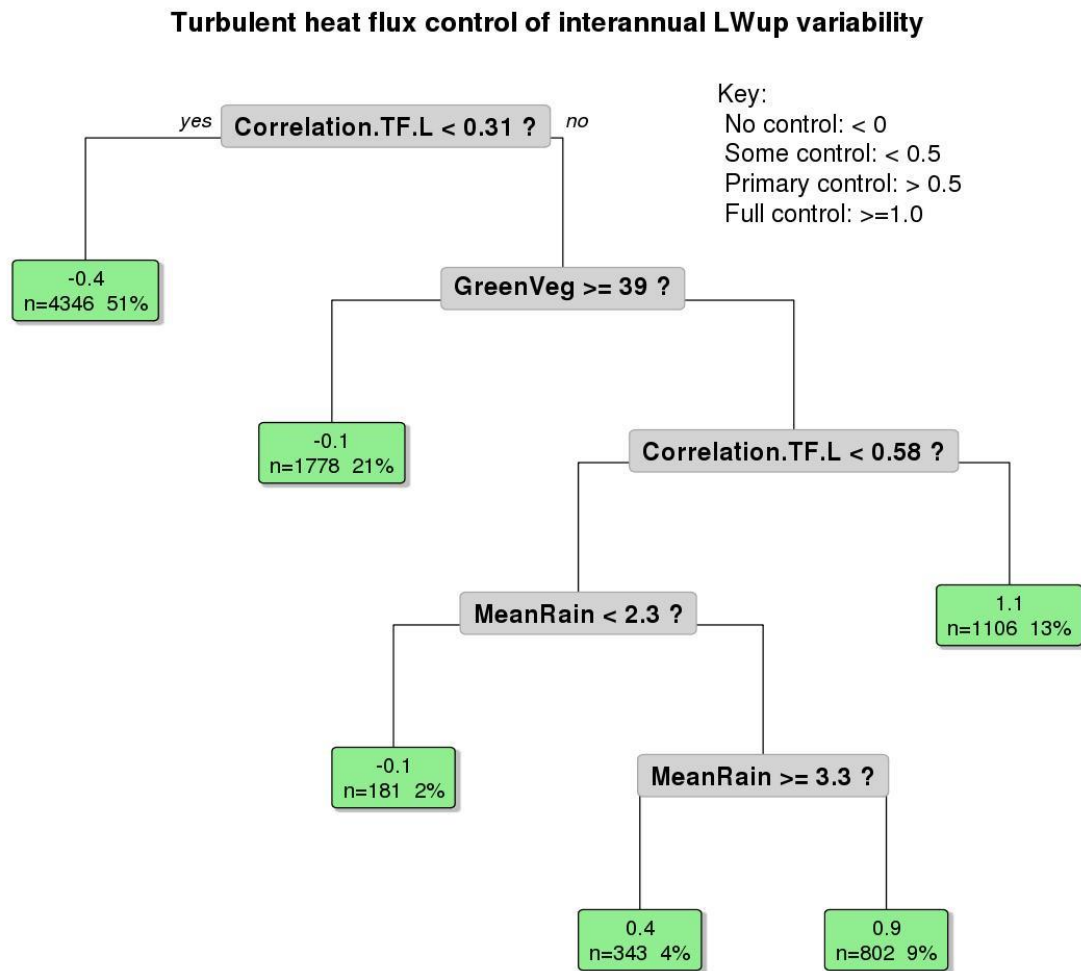 Turbulent heat flux control of interannual LWup variability
Key:
No control: < 0
Some control: < 0.5
Primary control: > 0.5
Full control: >=1.0
yes
Correlation.TF.L < 0.31 ?
no
-0.4
n=4346 51%
GreenVeg >= 39 ?
-0.1
n=1778 21%
Correlation.TF.L < 0.58 ?
MeanRain < 2.3 ?
1.1
n=1106 13%
-0.1
n=181 2%
MeanRain >= 3.3 ?
0.4
n=343 4%
0.9
n=802 9%